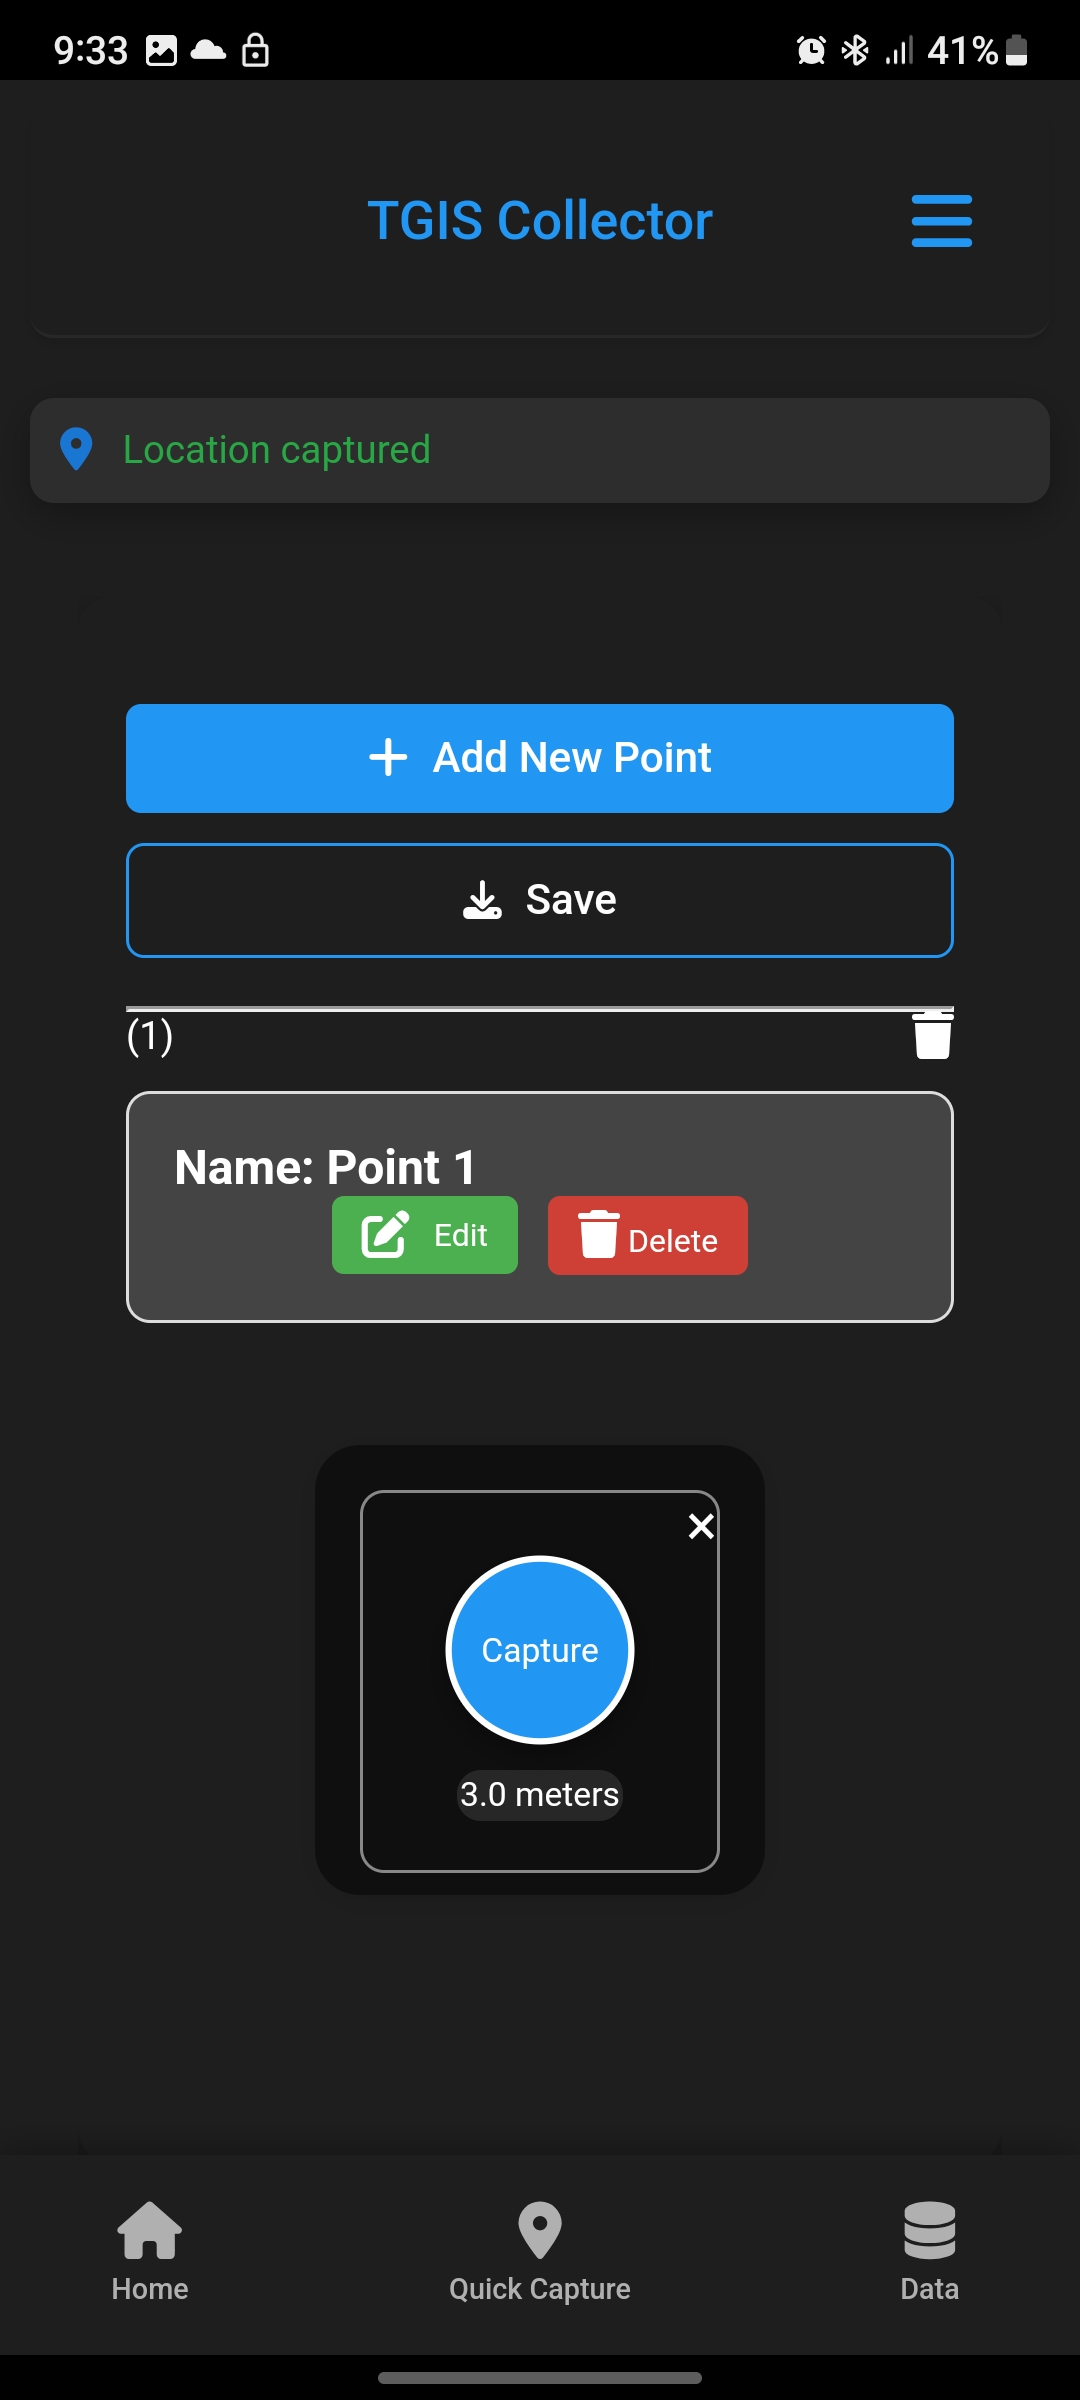 9:33 41%
TGIS Collector
Location captured
Add New Point
Save
(1)
Name: Point 1
Edit Delete
Capture
3.0 meters
Home Quick Capture Data